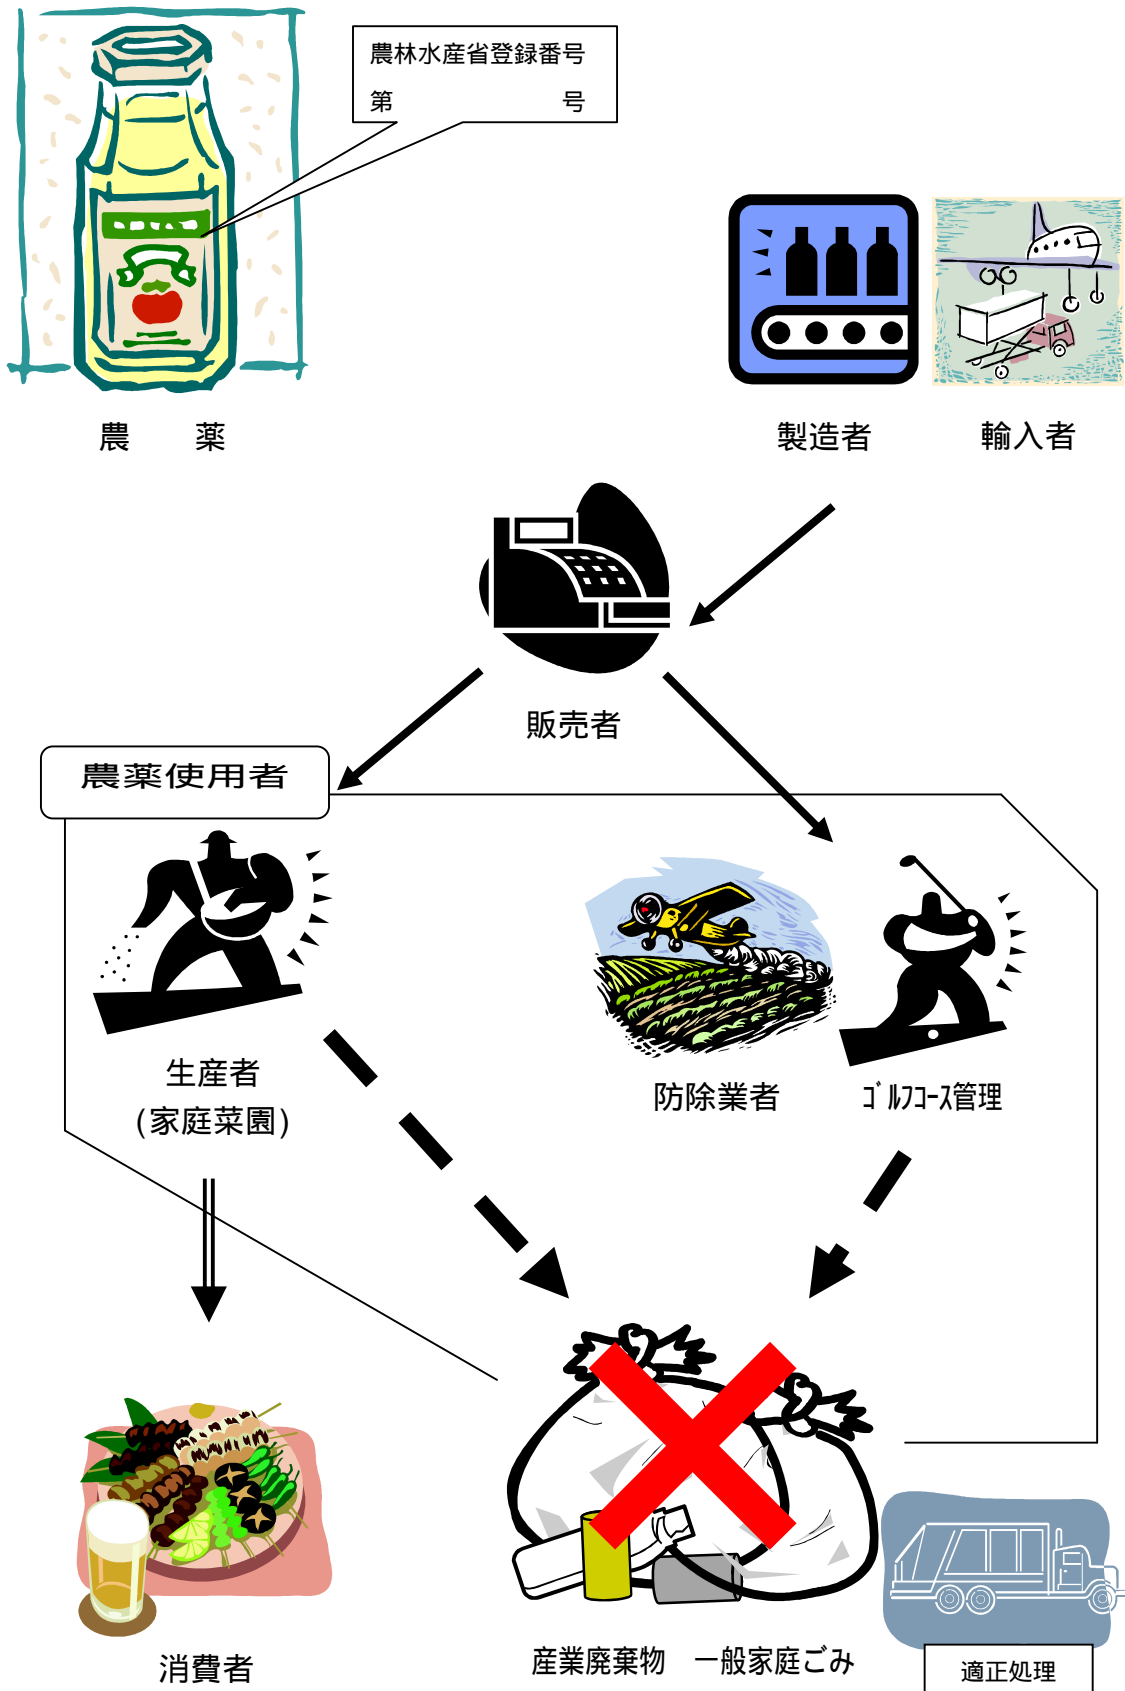 農林水産省登録番号
第　　　　　　　号
農　　薬
製造者
輸入者
販売者
農薬使用者
生産者
(家庭菜園)
防除業者
ｺﾞﾙﾌｺｰｽ管理
消費者
産業廃棄物　一般家庭ごみ
適正処理